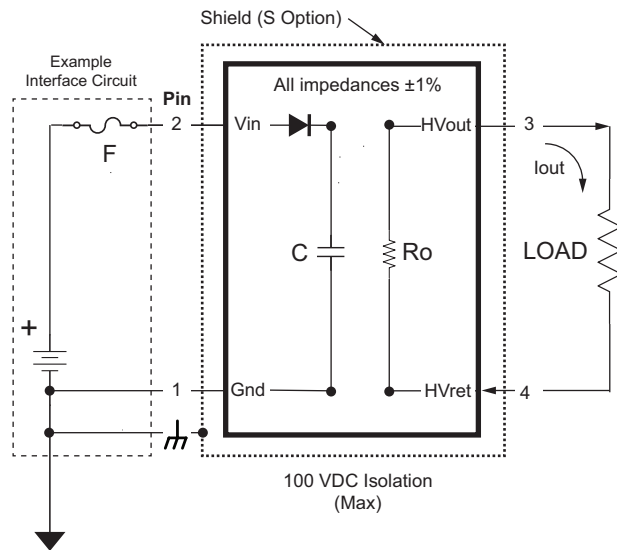 Shield (S Option)
Example
Interface Circuit
All impedances ±1%
Pin
2
Vin
HVout
3
F
Iout
C
Ro
LOAD
+
1
Gnd
HVret
4
100 VDC Isolation
(Max)